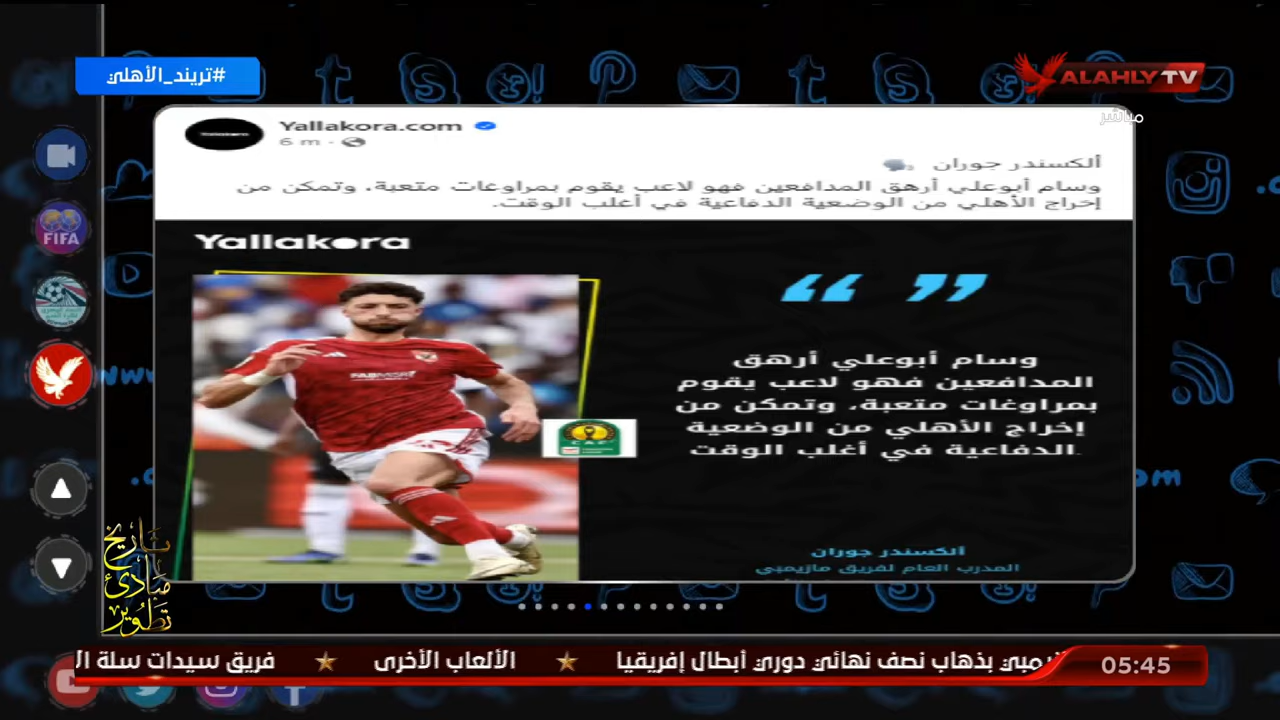 #تريند_الأهلي
ALAHLY TV
مباشر
Yallakora.com
6 m
ألكسندر جوران
وسام أبوعلي أرهق المدافعين فهو لاعب يقوم بمراوغات متعبة، وتمكن من
إخراج الأهلي من الوضعية الدفاعية في أغلب الوقت.
Yallakora
وسام أبوعلي أرهق
المدافعين فهو لاعب يقوم
بمراوغات متعبة، وتمكن من
إخراج الأهلي من الوضعية
الدفاعية في أغلب الوقت.
ألكسندر جوران
المدرب العام لفريق مازيمبي
CAF
FIFA
تاريخ
مبادئ
تطوير
بذهاب نصف نهائي دوري أبطال إفريقيا ★ الألعاب الأخرى ★ فريق سيدات سلة
05:45